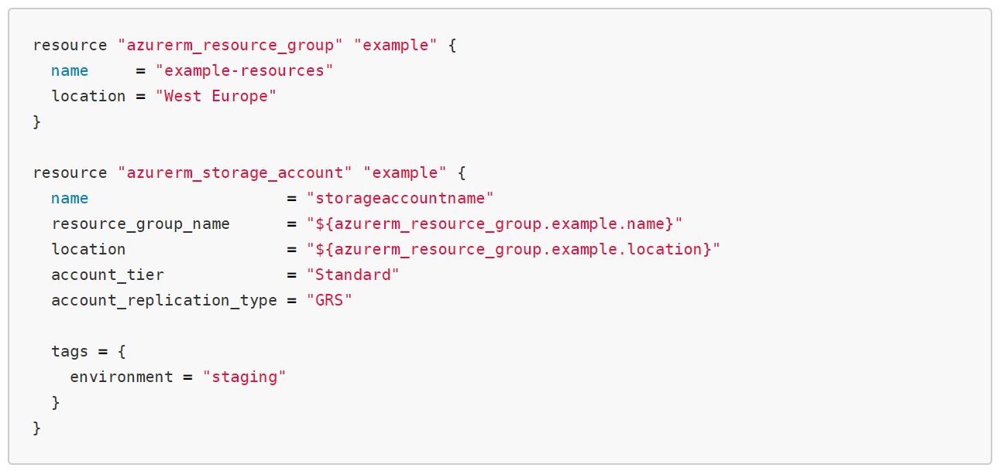 resource "azurerm_resource_group" "example" {
  name     = "example-resources"
  location = "West Europe"
}

resource "azurerm_storage_account" "example" {
  name                     = "storageaccountname"
  resource_group_name      = "${azurerm_resource_group.example.name}"
  location                 = "${azurerm_resource_group.example.location}"
  account_tier             = "Standard"
  account_replication_type = "GRS"

  tags = {
    environment = "staging"
  }
}